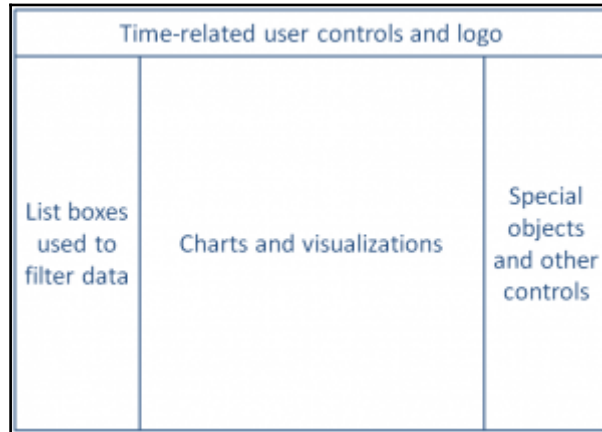 Time-related user controls and logo
List boxes
used to
filter data
Charts and visualizations
Special
objects
and other
controls